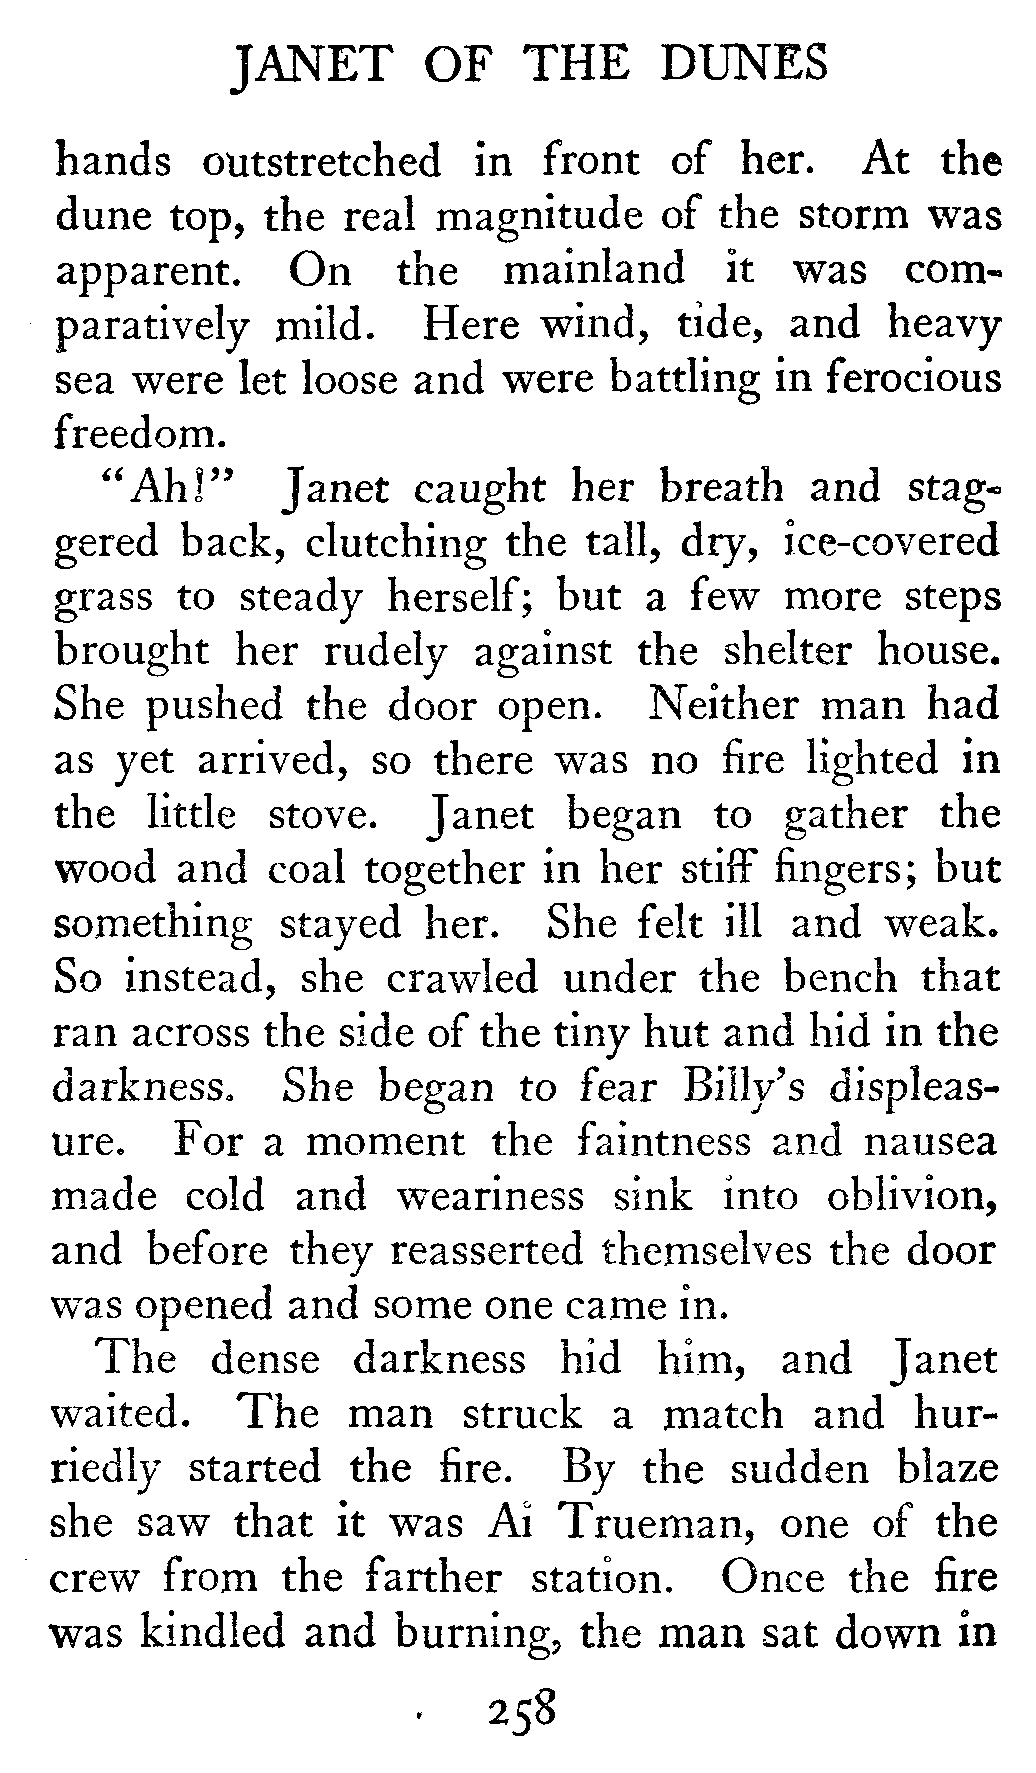 JANET OF THE DUNES
hands outstretched in front of her. At the
dune top, the real magnitude of the storm was
apparent. On the mainland it was com-
paratively mild. Here wind, tide, and heavy
sea were let loose and were battling in ferocious
freedom.
"Ah!" Janet caught her breath and stag-
gered back, clutching the tall, dry, ice-covered
grass to steady herself; but a few more steps
brought her rudely against the shelter house.
She pushed the door open. Neither man had
as yet arrived, so there was no fire lighted in
the little stove. Janet began to gather the
wood and coal together in her stiff fingers; but
something stayed her. She felt ill and weak.
So instead, she crawled under the bench that
ran across the side of the tiny hut and hid in the
darkness. She began to fear Billy's displeas-
ure. For a moment the faintness and nausea
made cold and weariness sink into oblivion,
and before they reasserted themselves the door
was opened and some one came in.
The dense darkness hid him, and Janet
waited. The man struck a match and hur-
riedly started the fire. By the sudden blaze
she saw that it was Ai Trueman, one of the
crew from the farther station. Once the fire
was kindled and burning, the man sat down in
258